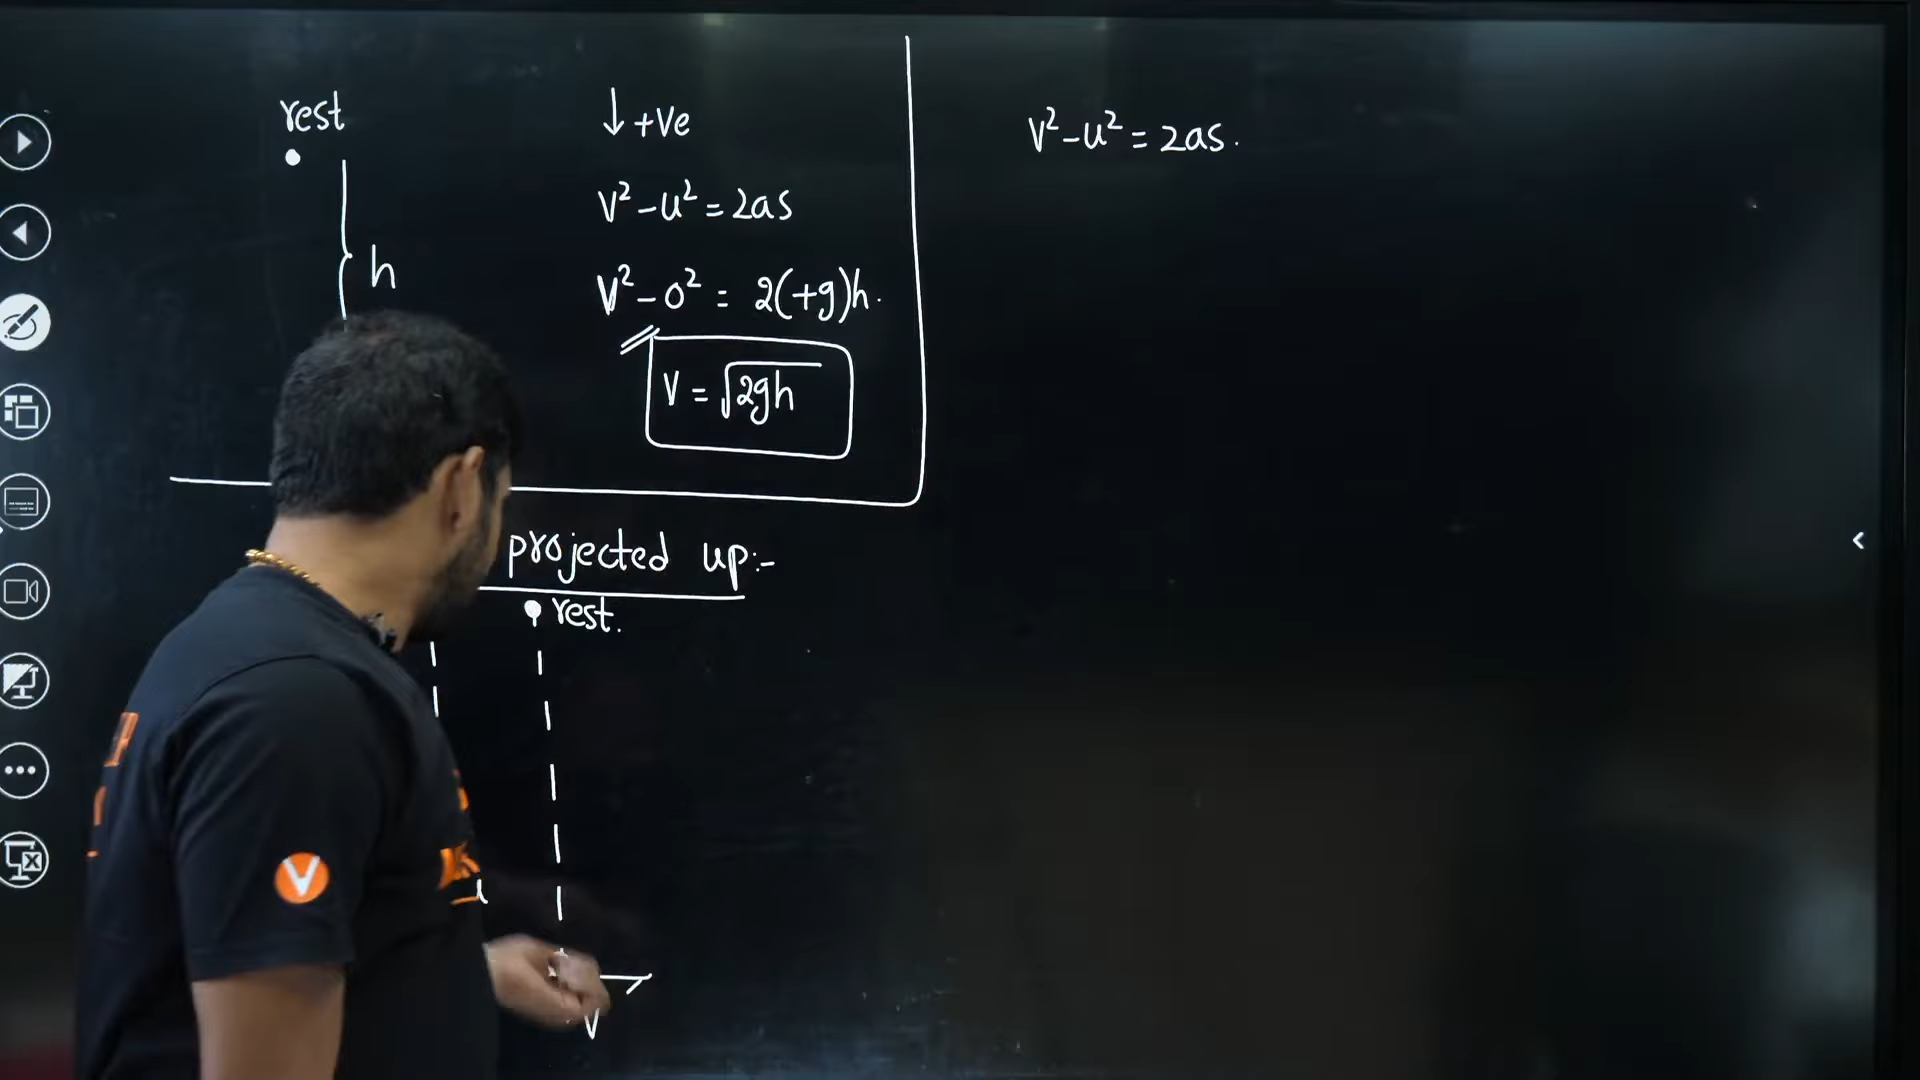 rest
h
↓ +ve
v² - u² = 2as
v² - 0² = 2(+g)h.
v = √2gh
v² - u² = 2as.
projected up:-
rest.
v
V